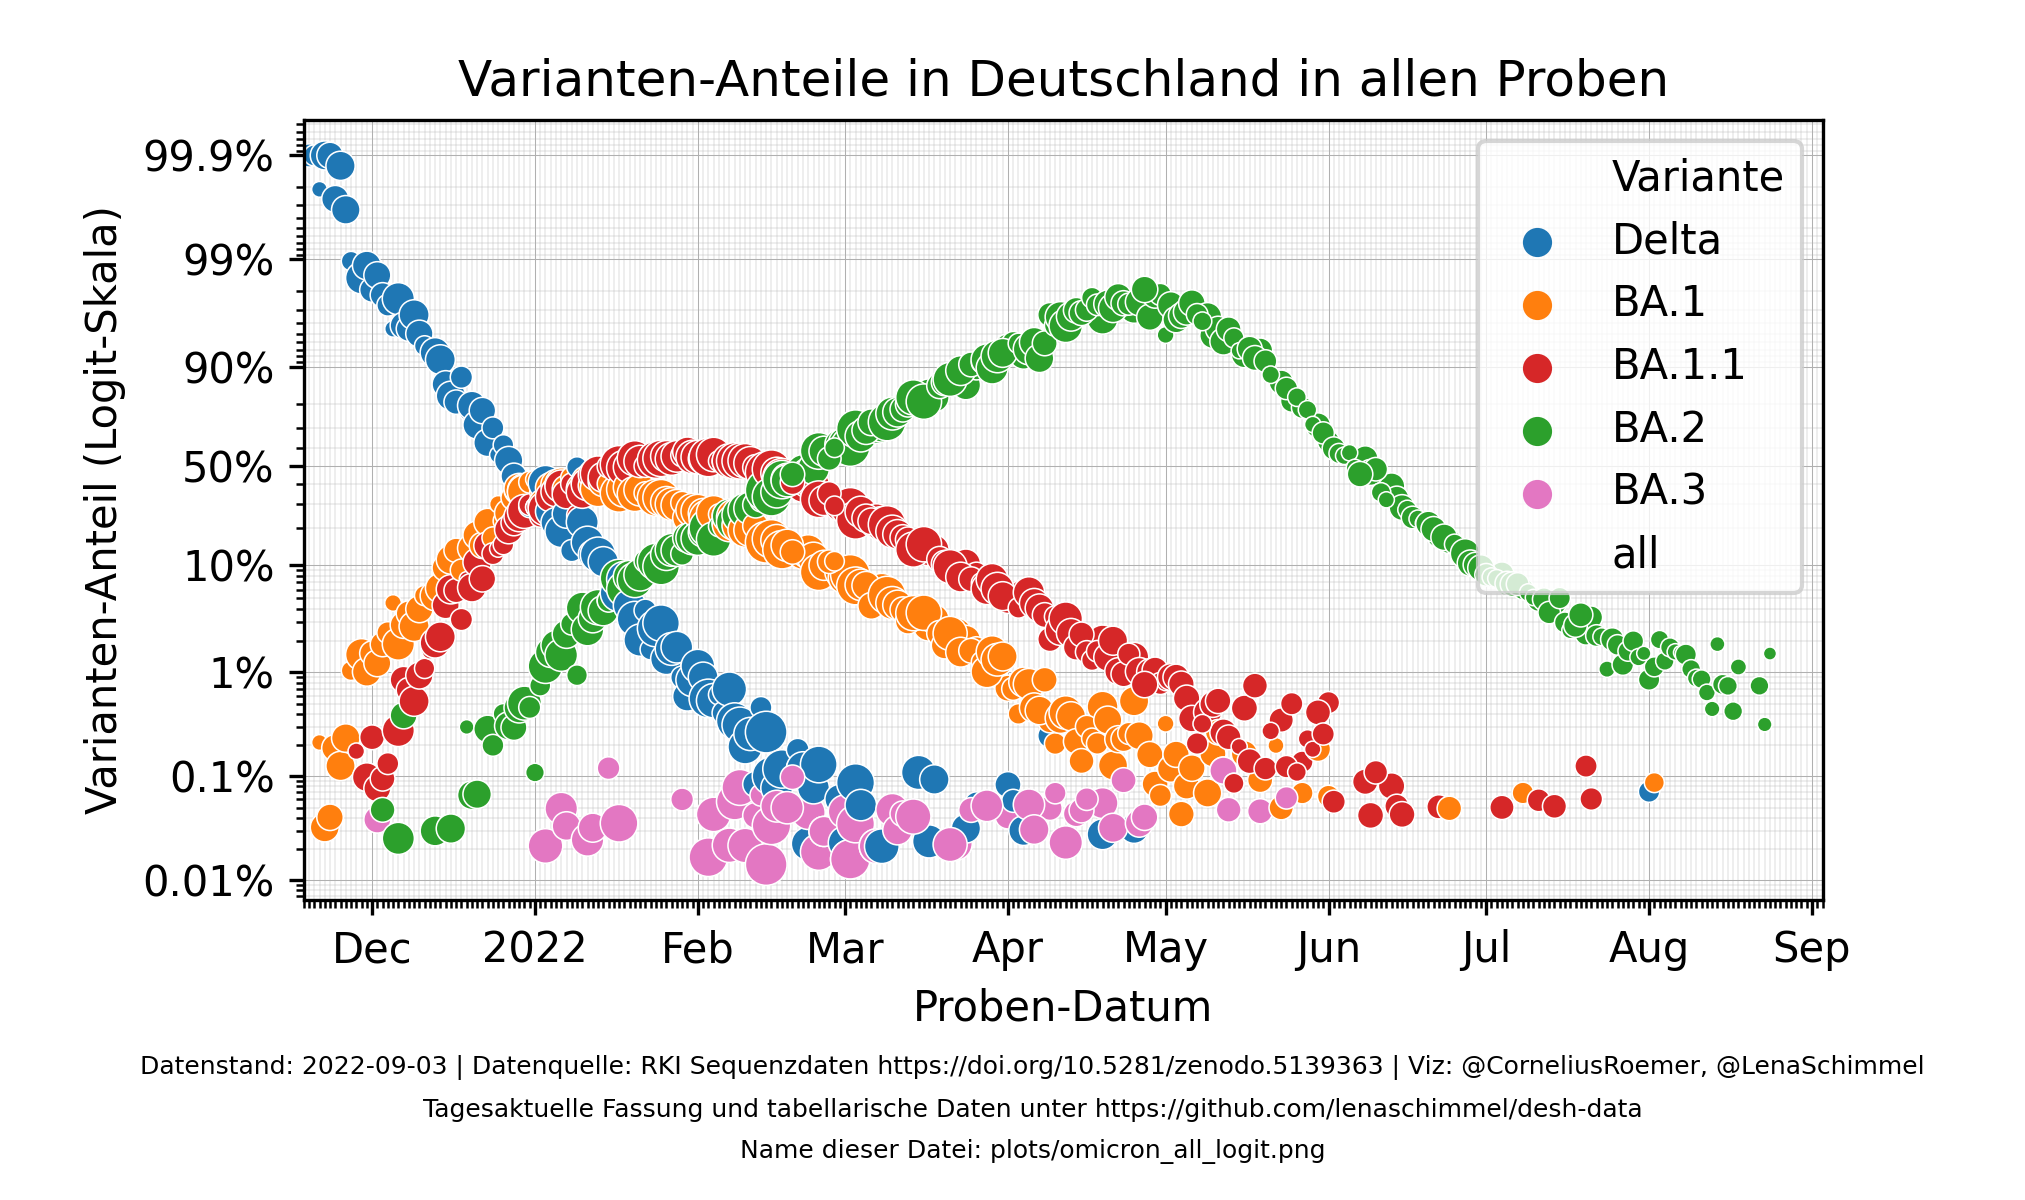 Varianten-Anteile in Deutschland in allen Proben
Varianten-Anteil (Logit-Skala)
99.9%
99%
90%
50%
10%
1%
0.1%
0.01%
Variante
Delta
BA.1
BA.1.1
BA.2
BA.3
all
Dec 2022 Feb Mar Apr May Jun Jul Aug Sep
Proben-Datum
Datenstand: 2022-09-03 | Datenquelle: RKI Sequenzdaten https://doi.org/10.5281/zenodo.5139363 | Viz: @CorneliusRoemer, @LenaSchimmel
Tagesaktuelle Fassung und tabellarische Daten unter https://github.com/lenaschimmel/desh-data
Name dieser Datei: plots/omicron_all_logit.png